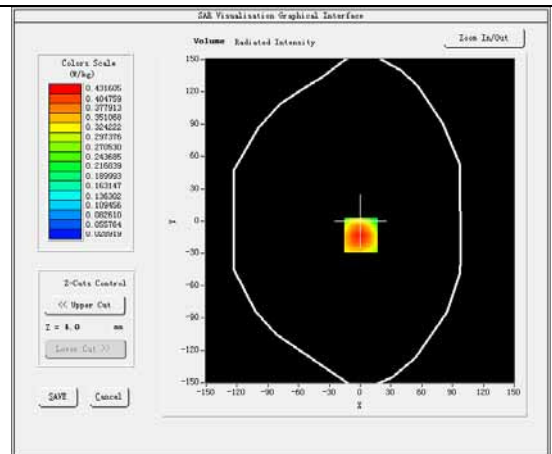 SAR Visualisation Graphical Interface
Volume Radiated Intensity
Zoom In/Out
Colors Scale
(W/kg)
0.431605
0.404759
0.377913
0.351068
0.324222
0.297376
0.270530
0.243685
0.216839
0.189993
0.163147
0.136302
0.109456
0.082610
0.055764
0.028919
Z-Cuts Control
<< Upper Cut
Z = 4.0 mm
Lower Cut >>
SAVE
Cancel
150
120
90
60
30
0
-30
-60
-90
-120
-150
Y
-150 -120 -90 -60 -30 0 30 60 90 120 150
X